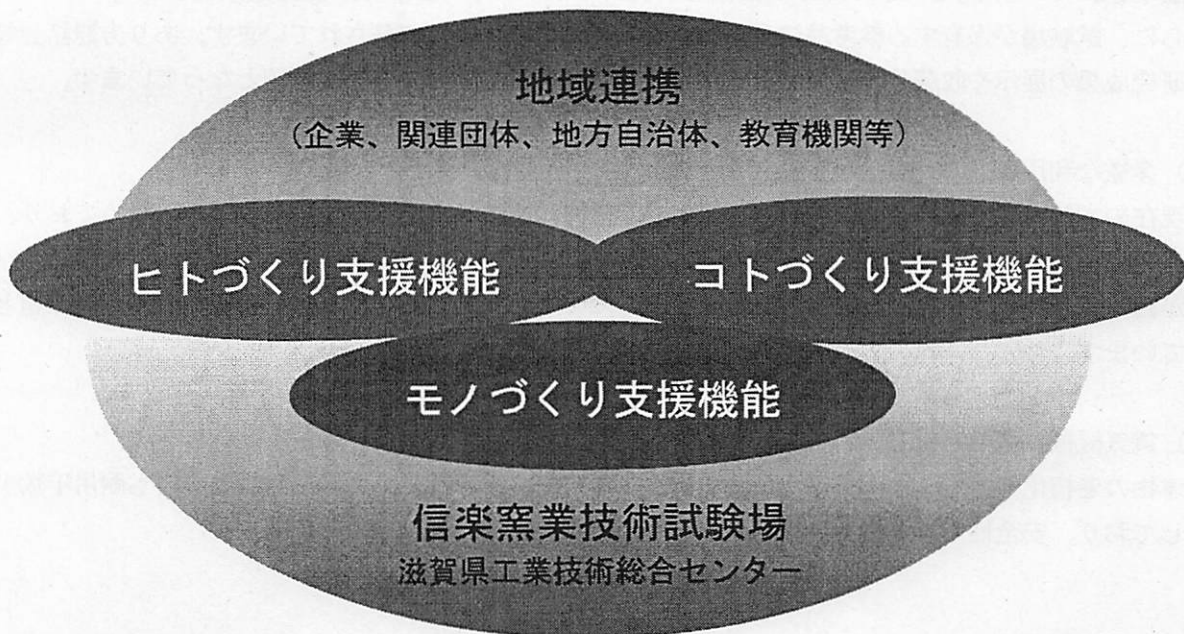 地域連携
（企業、関連団体、地方自治体、教育機関等）
ヒトづくり支援機能
コトづくり支援機能
モノづくり支援機能
信楽窯業技術試験場
滋賀県工業技術総合センター